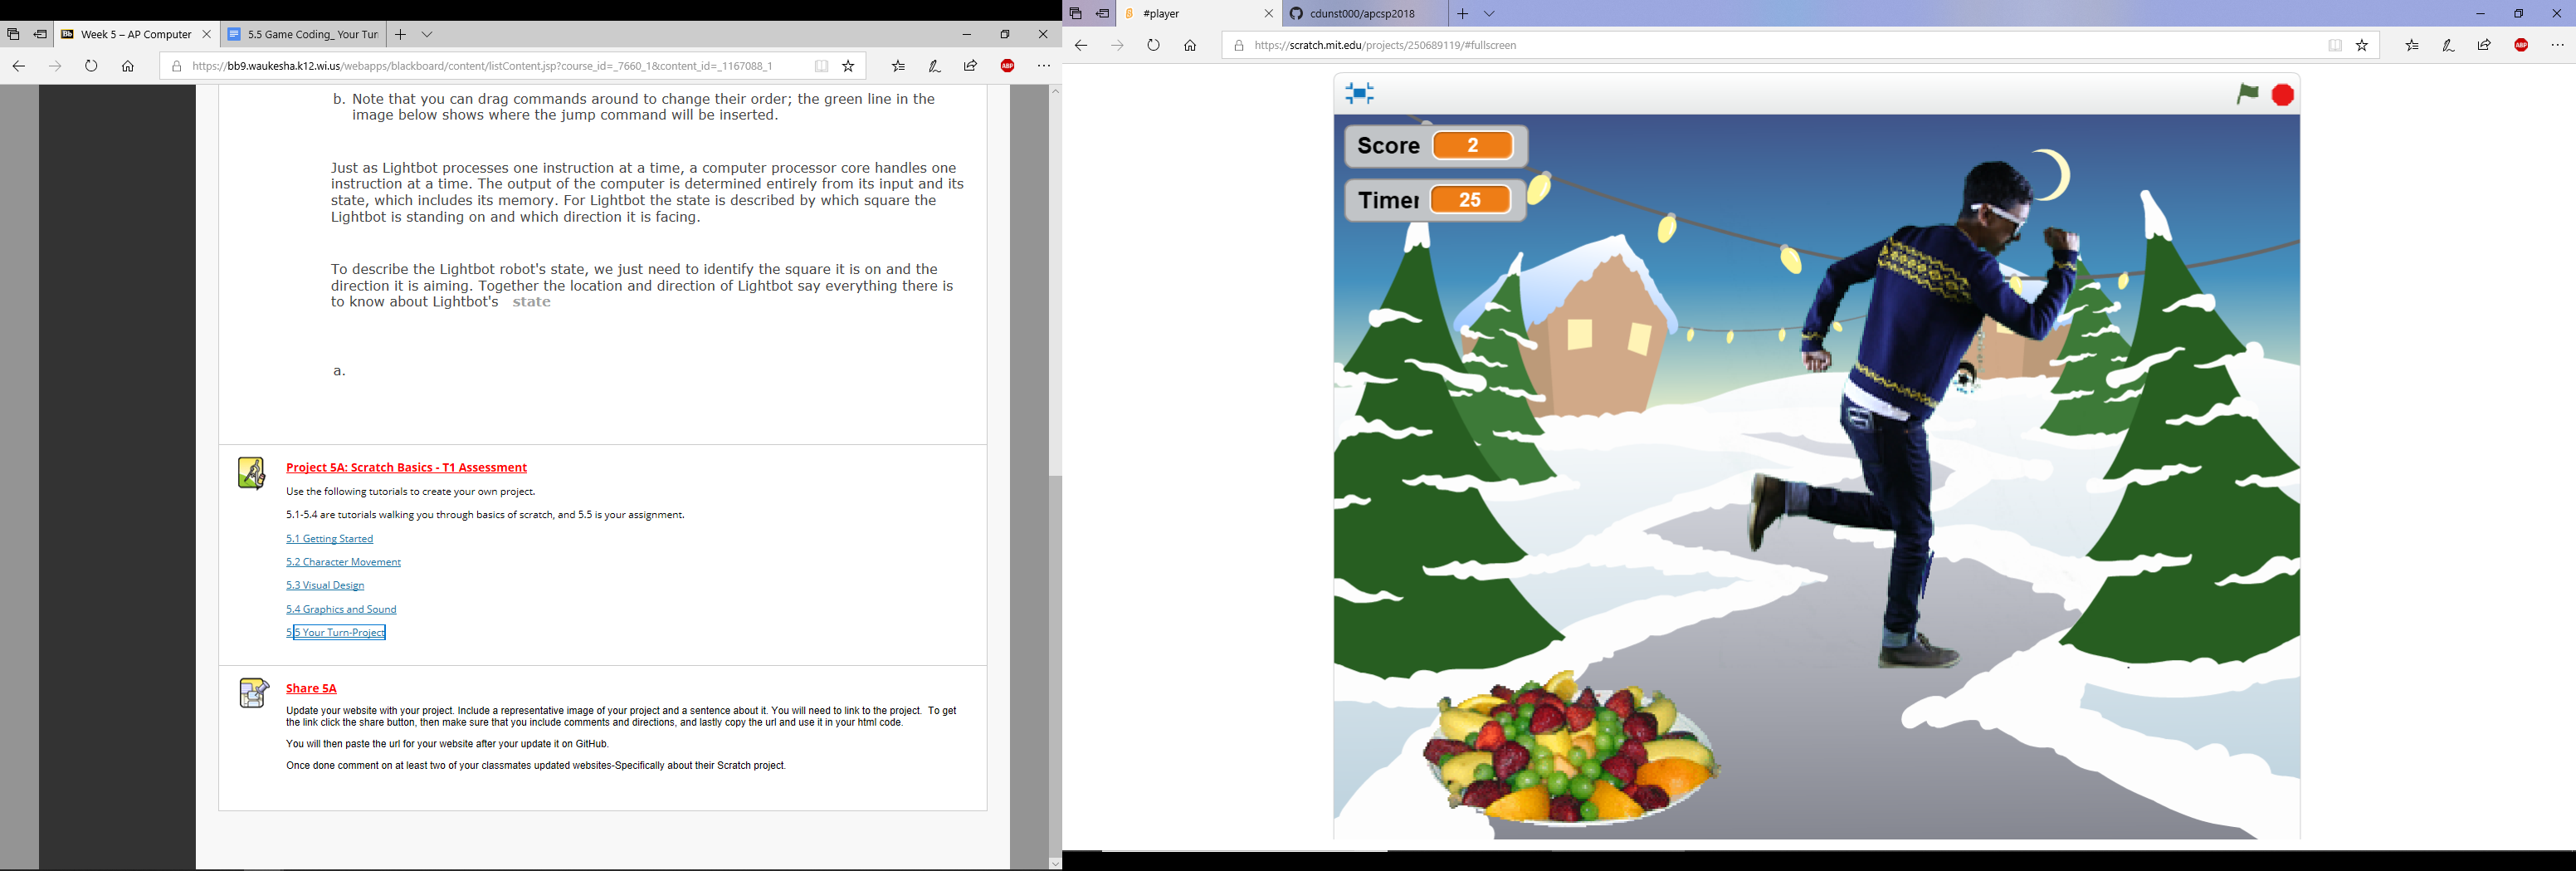 Week 5 – AP Computer
5.5 Game Coding_ Your Tur
https://bb9.waukesha.k12.wi.us/webapps/blackboard/content/listContent.jsp?course_id=_7660_1&content_id=_1167088_1
ABP
b. Note that you can drag commands around to change their order; the green line in the
image below shows where the jump command will be inserted.
Just as Lightbot processes one instruction at a time, a computer processor core handles one
instruction at a time. The output of the computer is determined entirely from its input and its
state, which includes its memory. For Lightbot the state is described by which square the
Lightbot is standing on and which direction it is facing.
To describe the Lightbot robot's state, we just need to identify the square it is on and the
direction it is aiming. Together the location and direction of Lightbot say everything there is
to know about Lightbot's state
a.
Project 5A: Scratch Basics - T1 Assessment
Use the following tutorials to create your own project.
5.1-5.4 are tutorials walking you through basics of scratch, and 5.5 is your assignment.
5.1 Getting Started
5.2 Character Movement
5.3 Visual Design
5.4 Graphics and Sound
5.5 Your Turn-Project
Share 5A
Update your website with your project. Include a representative image of your project and a sentence about it. You will need to link to the project. To get
the link click the share button, then make sure that you include comments and directions, and lastly copy the url and use it in your html code.
You will then paste the url for your website after your update it on GitHub.
Once done comment on at least two of your classmates updated websites-Specifically about their Scratch project.
#player
cdunst000/apcsp2018
https://scratch.mit.edu/projects/250689119/#fullscreen
ABP
Score 2
Timer 25